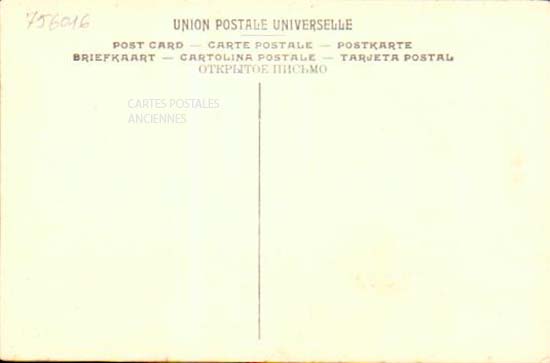 756016
UNION POSTALE UNIVERSELLE
POST CARD — CARTE POSTALE — POSTKARTE
BRIEFKAART — CARTOLINA POSTALE — TARJETA POSTAL
ОТКРЫТОЕ ПИСЬМО
CARTES POSTALES
ANCIENNES